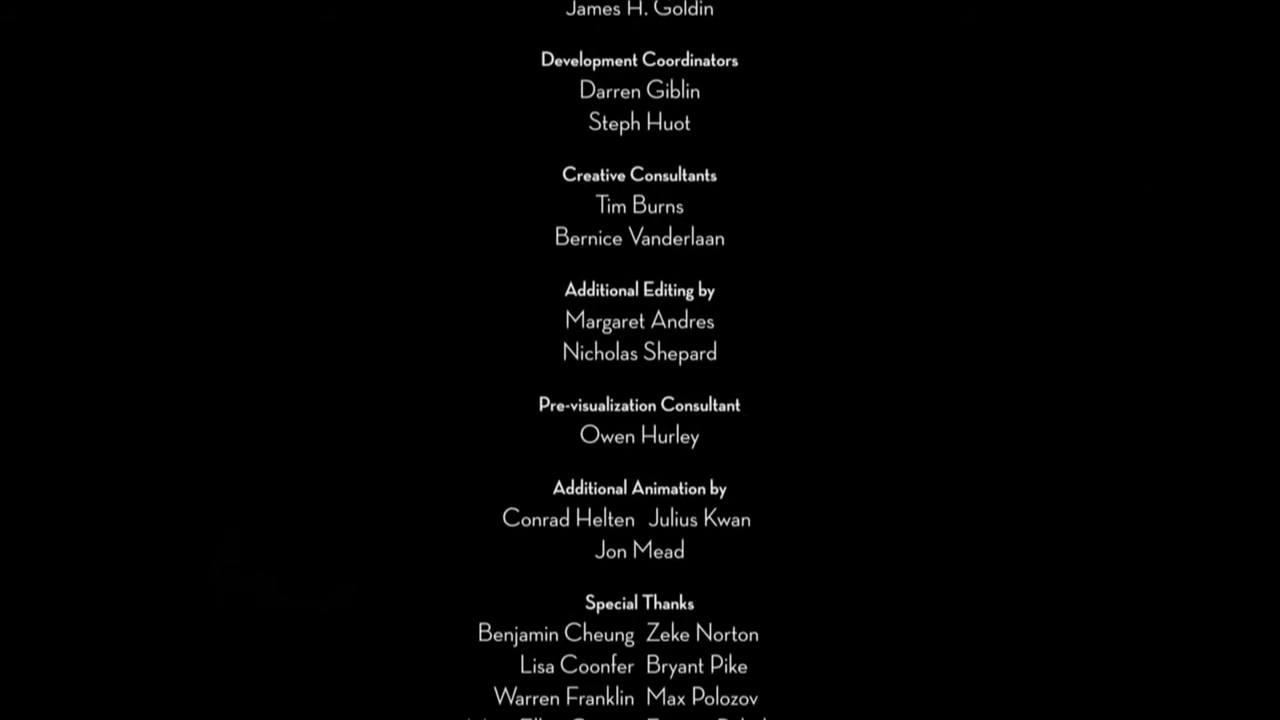 James H. Goldin
Development Coordinators
Darren Giblin
Steph Huot
Creative Consultants
Tim Burns
Bernice Vanderlaan
Additional Editing by
Margaret Andres
Nicholas Shepard
Pre-visualization Consultant
Owen Hurley
Additional Animation by
Conrad Helten Julius Kwan
Jon Mead
Special Thanks
Benjamin Cheung Zeke Norton
Lisa Coonfer Bryant Pike
Warren Franklin Max Polozov